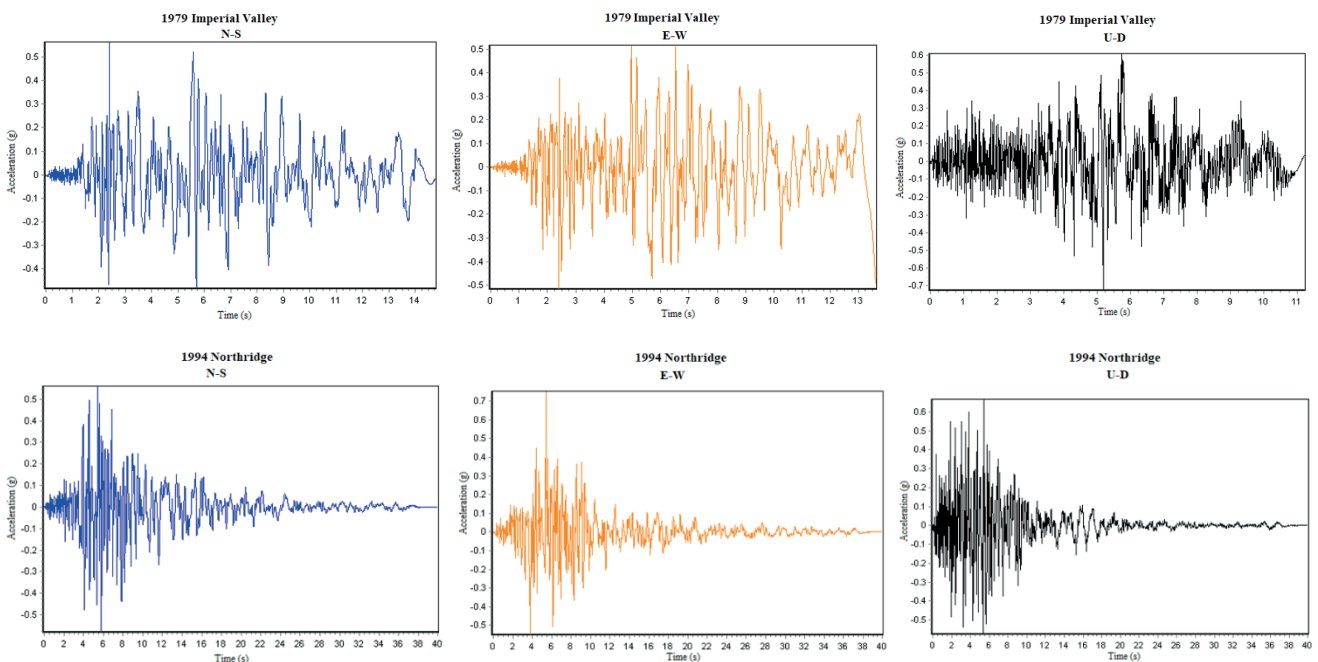 1979 Imperial Valley
N-S
Acceleration (g)
0.5
0.4
0.3
0.2
0.1
0
-0.1
-0.2
-0.3
-0.4
0 1 2 3 4 5 6 7 8 9 10 11 12 13 14
Time (s)
1979 Imperial Valley
E-W
Acceleration (g)
0.5
0.4
0.3
0.2
0.1
0
-0.1
-0.2
-0.3
-0.4
-0.5
0 1 2 3 4 5 6 7 8 9 10 11 12 13
Time (s)
1979 Imperial Valley
U-D
Acceleration (g)
0.6
0.5
0.4
0.3
0.2
0.1
0
-0.1
-0.2
-0.3
-0.4
-0.5
-0.6
-0.7
0 1 2 3 4 5 6 7 8 9 10 11
Time (s)
1994 Northridge
N-S
Acceleration (g)
0.5
0.4
0.3
0.2
0.1
0
-0.1
-0.2
-0.3
-0.4
-0.5
0 2 4 6 8 10 12 14 16 18 20 22 24 26 28 30 32 34 36 38 40
Time (s)
1994 Northridge
E-W
Acceleration (g)
0.7
0.6
0.5
0.4
0.3
0.2
0.1
0
-0.1
-0.2
-0.3
-0.4
-0.5
0 2 4 6 8 10 12 14 16 18 20 22 24 26 28 30 32 34 36 38 40
Time (s)
1994 Northridge
U-D
Acceleration (g)
0.6
0.5
0.4
0.3
0.2
0.1
0
-0.1
-0.2
-0.3
-0.4
-0.5
0 2 4 6 8 10 12 14 16 18 20 22 24 26 28 30 32 34 36 38 40
Time (s)